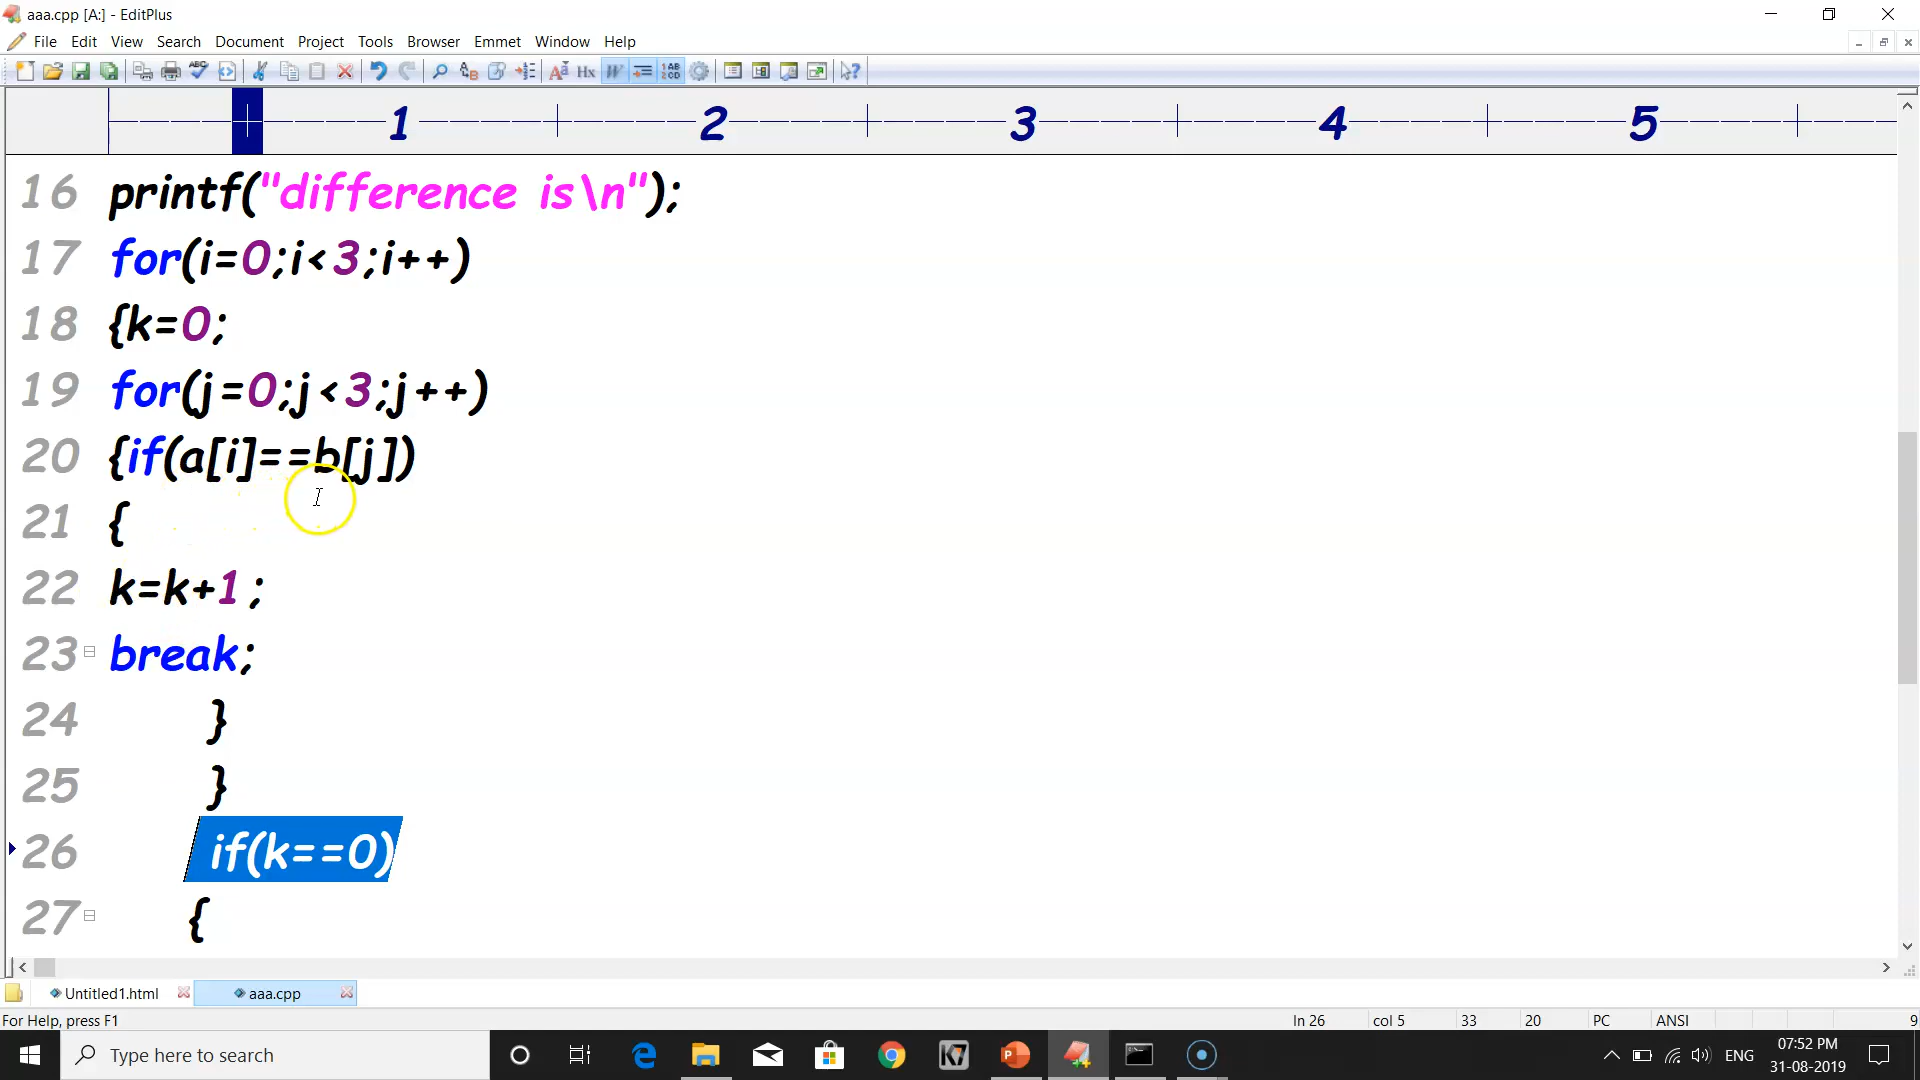 aaa.cpp [A:] - EditPlus
File Edit View Search Document Project Tools Browser Emmet Window Help
1 2 3 4 5
16 printf("difference is\n");
17 for(i=0;i<3;i++)
18 {k=0;
19 for(j=0;j<3;j++)
20 {if(a[i]==b[j])
21 {
22 k=k+1;
23 break;
24 }
25 }
26 if(k==0)
27 {
Untitled1.html aaa.cpp
For Help, press F1 ln 26 col 5 33 20 PC ANSI 9
Type here to search ENG 07:52 PM
31-08-2019